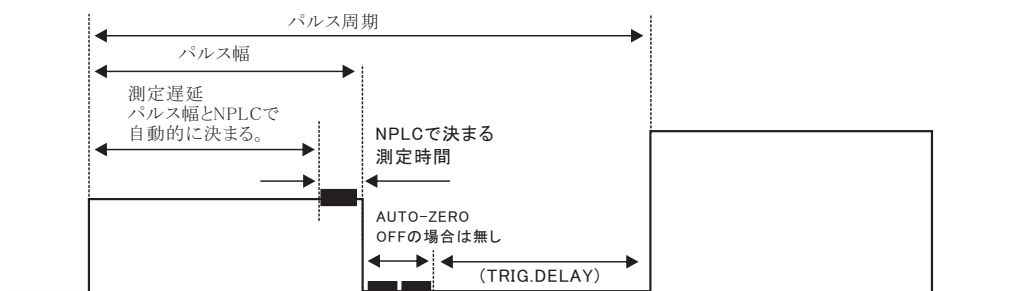 パルス周期
パルス幅
測定遅延
パルス幅とNPLCで
自動的に決まる。
NPLCで決まる
測定時間
AUTO-ZERO
OFFの場合は無し
(TRIG.DELAY)